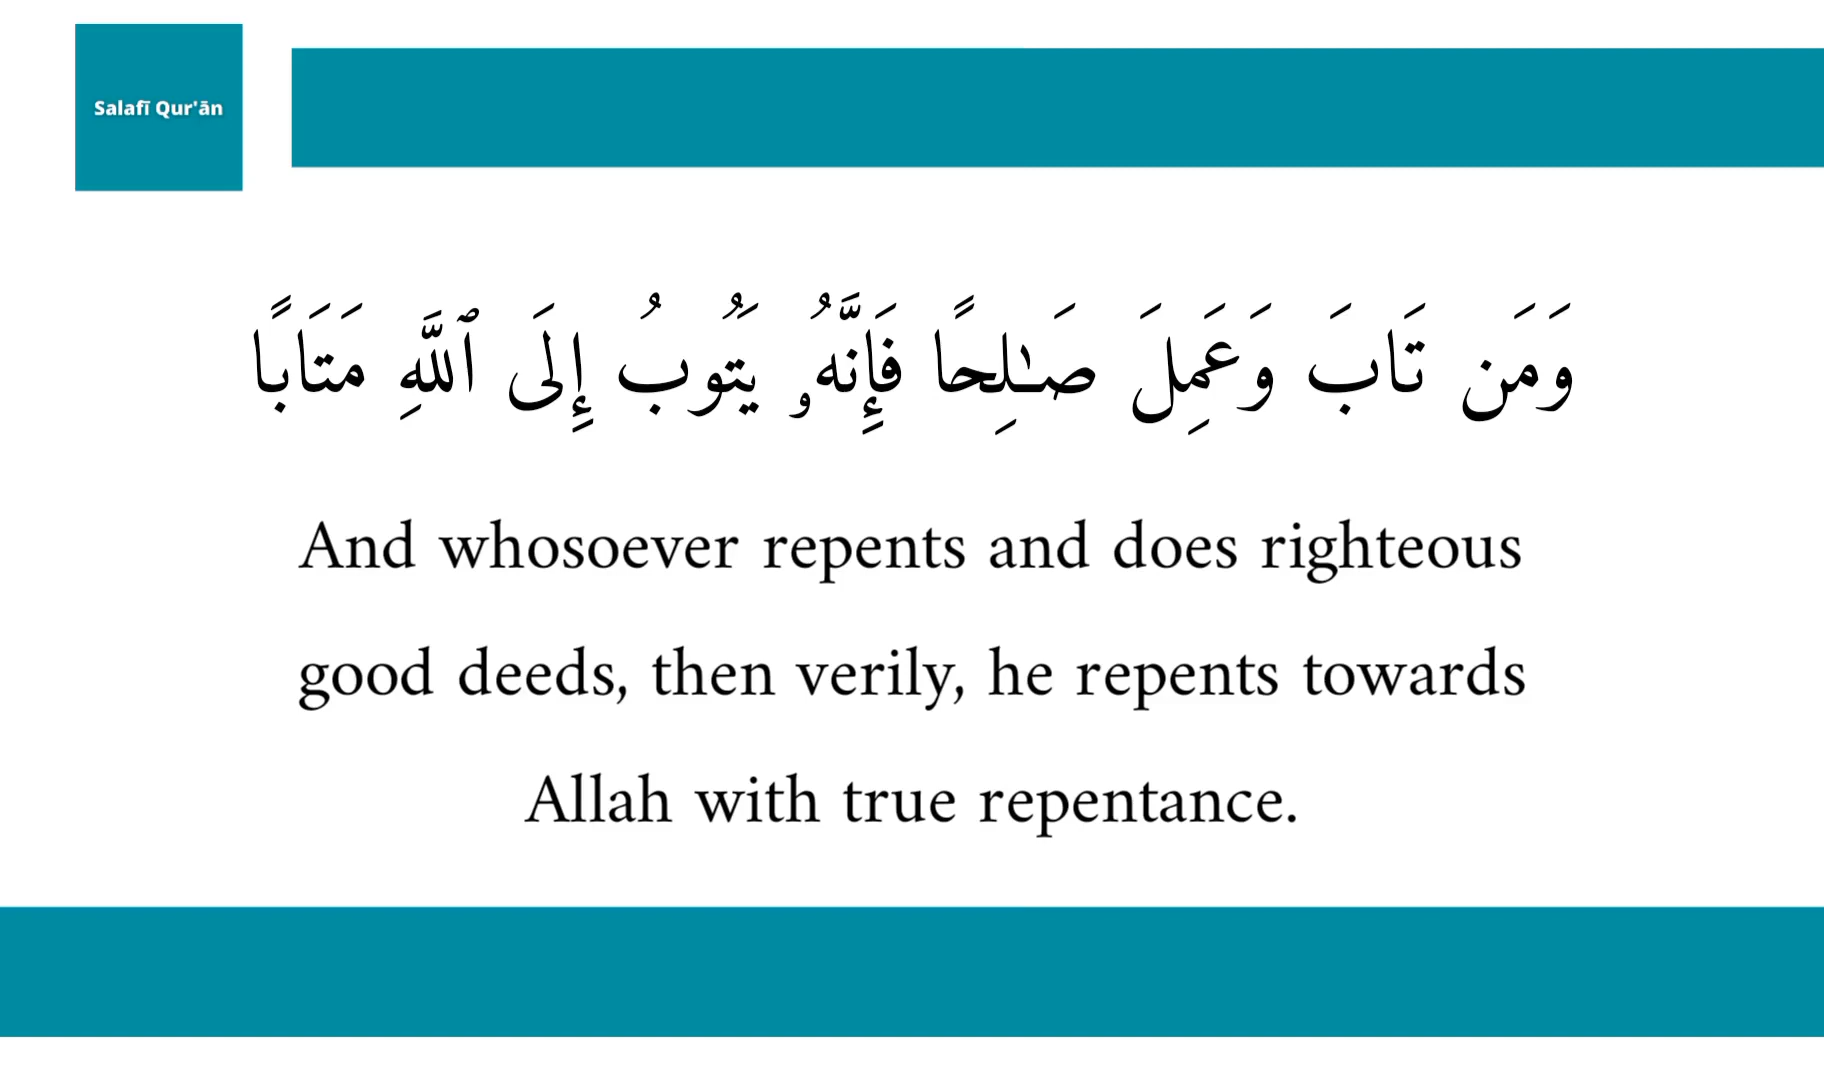 Salafī Qur'ān
وَمَن تَابَ وَعَمِلَ صَـٰلِحًا فَإِنَّهُۥ يَتُوبُ إِلَى ٱللَّهِ مَتَابًا
And whosoever repents and does righteous
good deeds, then verily, he repents towards
Allah with true repentance.